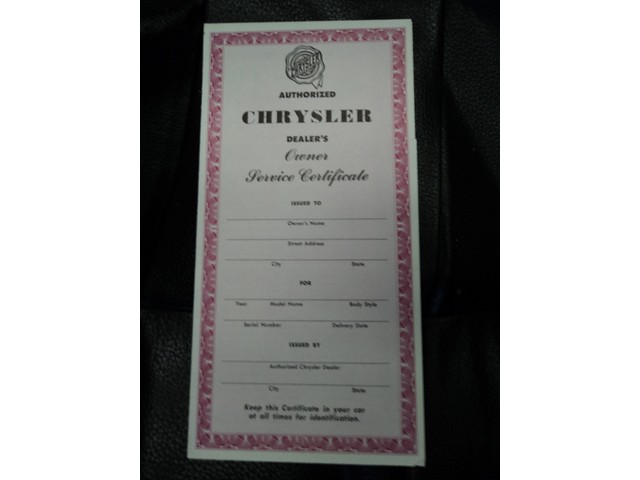 CHRYSLER
AUTHORIZED
CHRYSLER
DEALER'S
Owner
Service Certificate
ISSUED TO
Owner's Name
Street Address
City State
FOR
Year Model Name Body Style
Serial Number Delivery Date
ISSUED BY
Authorized Chrysler Dealer
City State
Keep this Certificate in your car
at all times for identification.